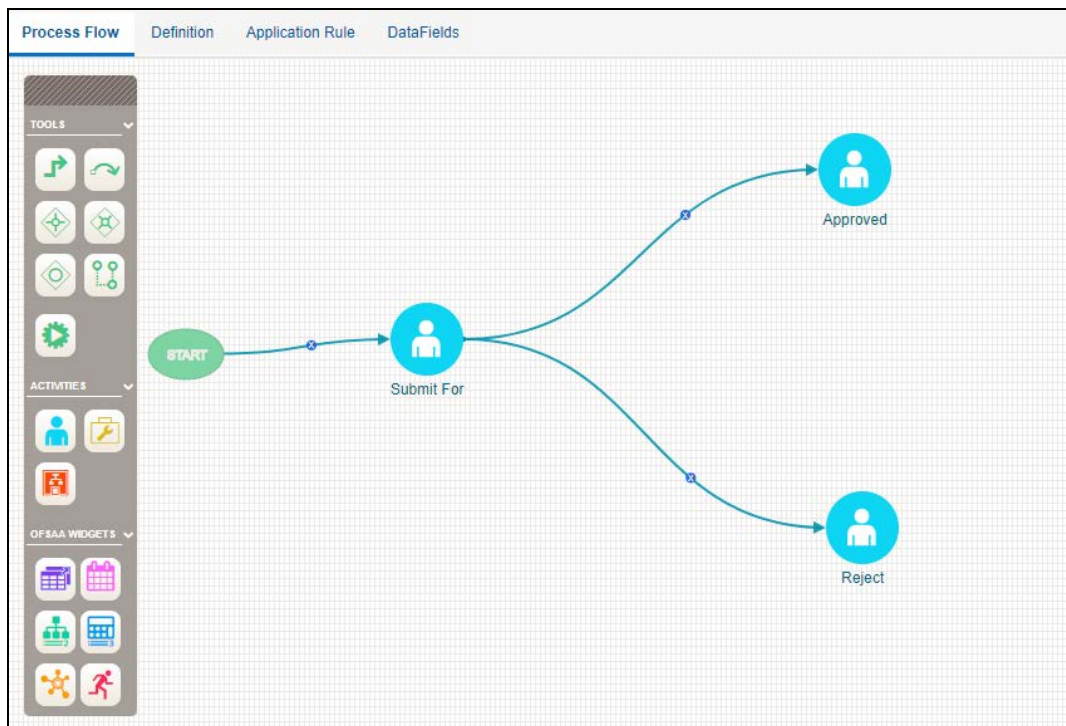 Process Flow Definition Application Rule DataFields
TOOLS
Approved
START
Submit For
ACTIVITIES
OFSAA WIDGETS
Reject